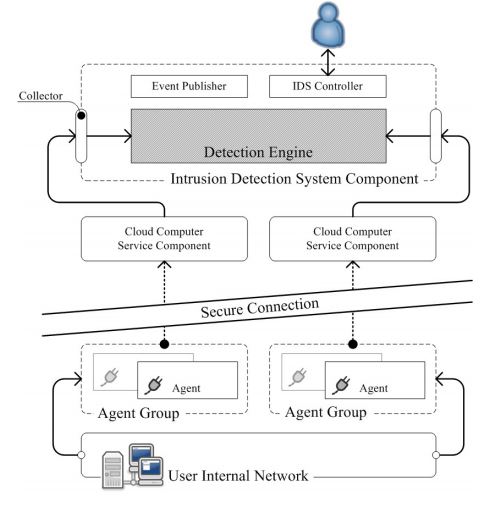 Event Publisher
IDS Controller
Collector
Detection Engine
Intrusion Detection System Component
Cloud Computer
Service Component
Cloud Computer
Service Component
Secure Connection
Agent
Agent Group
Agent
Agent Group
User Internal Network